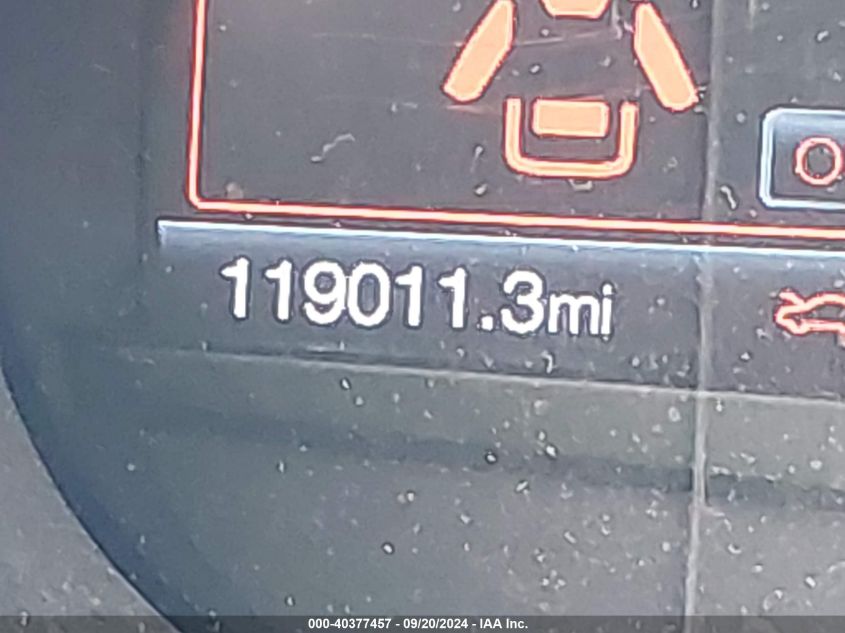 119011.3mi
000-40377457 - 09/20/2024 - IAA Inc.